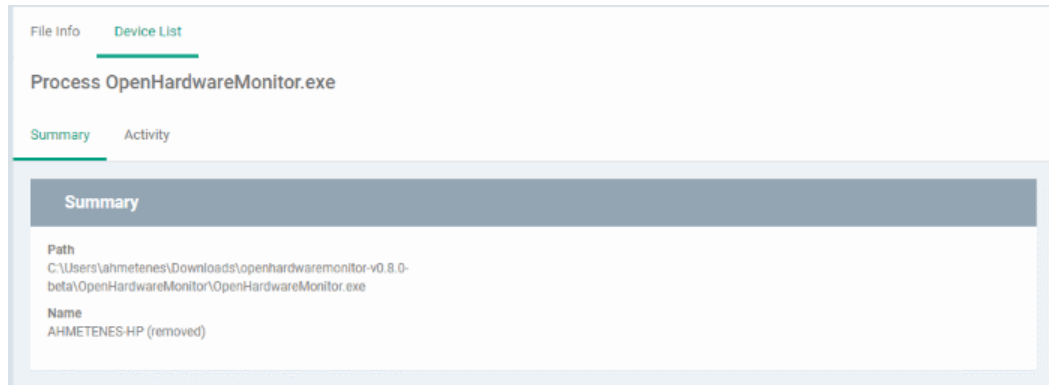 File Info Device List
Process OpenHardwareMonitor.exe
Summary Activity
Summary
Path
C:\Users\ahmetenes\Downloads\openhardwaremonitor-v0.8.0-
beta\OpenHardwareMonitor\OpenHardwareMonitor.exe
Name
AHMETENES-HP (removed)